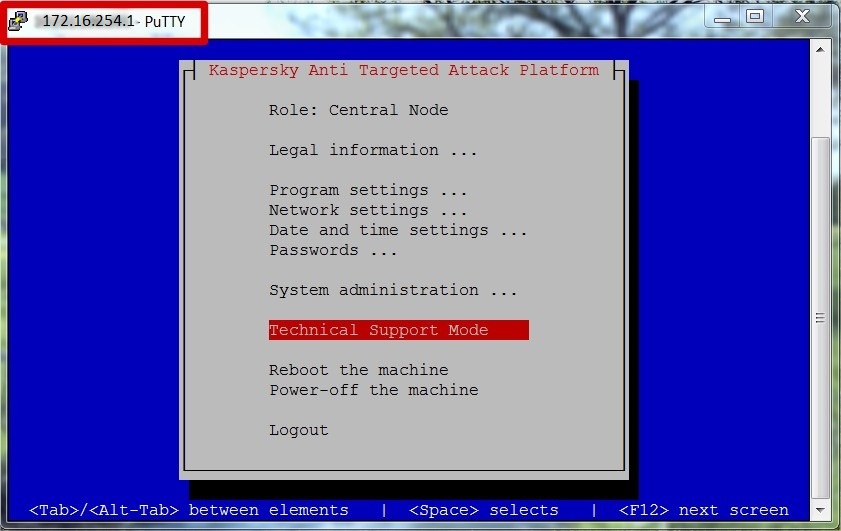 172.16.254.1 - PuTTY
Kaspersky Anti Targeted Attack Platform
Role: Central Node
Legal information ...
Program settings ...
Network settings ...
Date and time settings ...
Passwords ...
System administration ...
Technical Support Mode
Reboot the machine
Power-off the machine
Logout
<Tab>/<Alt-Tab> between elements | <Space> selects | <F12> next screen